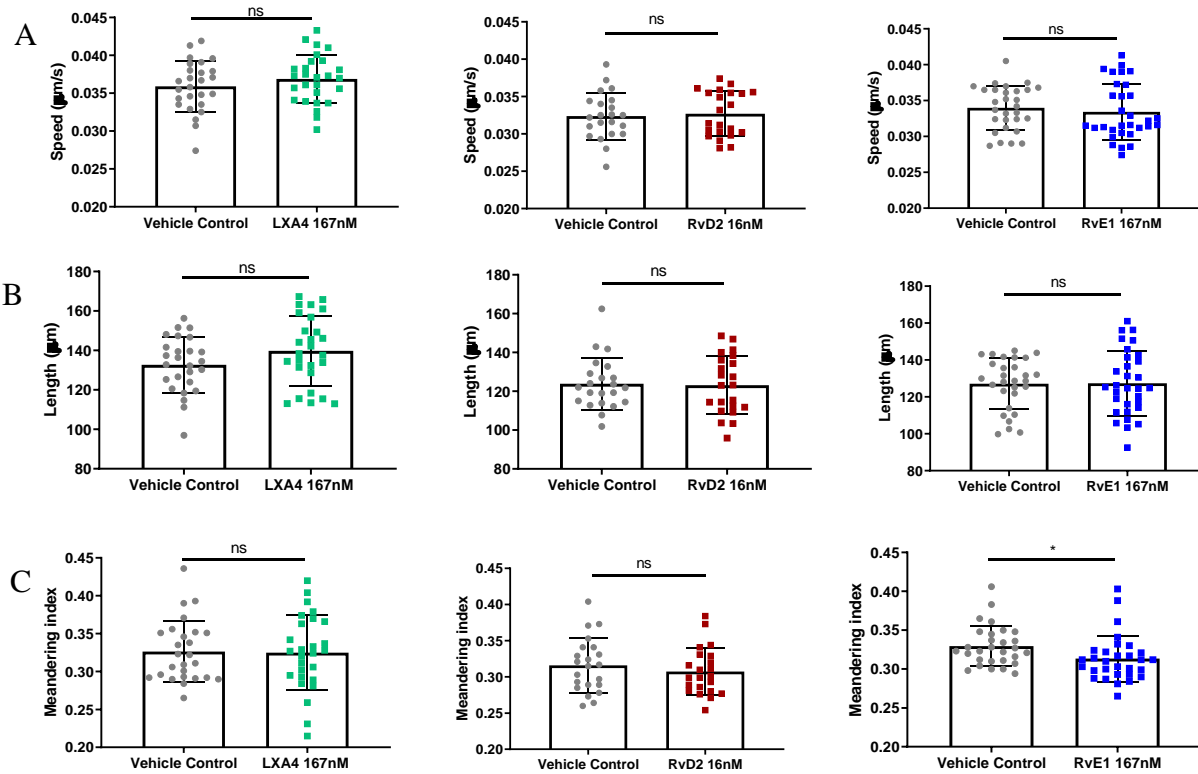 A
ns
ns
ns
Speed (μm/s)
0.045
0.040
0.035
0.030
0.025
0.020
Vehicle Control
LXA4 167nM
Speed (μm/s)
0.045
0.040
0.035
0.030
0.025
0.020
Vehicle Control
RvD2 16nM
Speed (μm/s)
0.045
0.040
0.035
0.030
0.025
0.020
Vehicle Control
RvE1 167nM
B
ns
ns
ns
Length (μm)
180
160
140
120
100
80
Vehicle Control
LXA4 167nM
Length (μm)
180
160
140
120
100
80
Vehicle Control
RvD2 16nM
Length (μm)
180
160
140
120
100
80
Vehicle Control
RvE1 167nM
C
ns
ns
*
Meandering index
0.45
0.40
0.35
0.30
0.25
0.20
Vehicle Control
LXA4 167nM
Meandering index
0.45
0.40
0.35
0.30
0.25
0.20
Vehicle Control
RvD2 16nM
Meandering index
0.45
0.40
0.35
0.30
0.25
0.20
Vehicle Control
RvE1 167nM